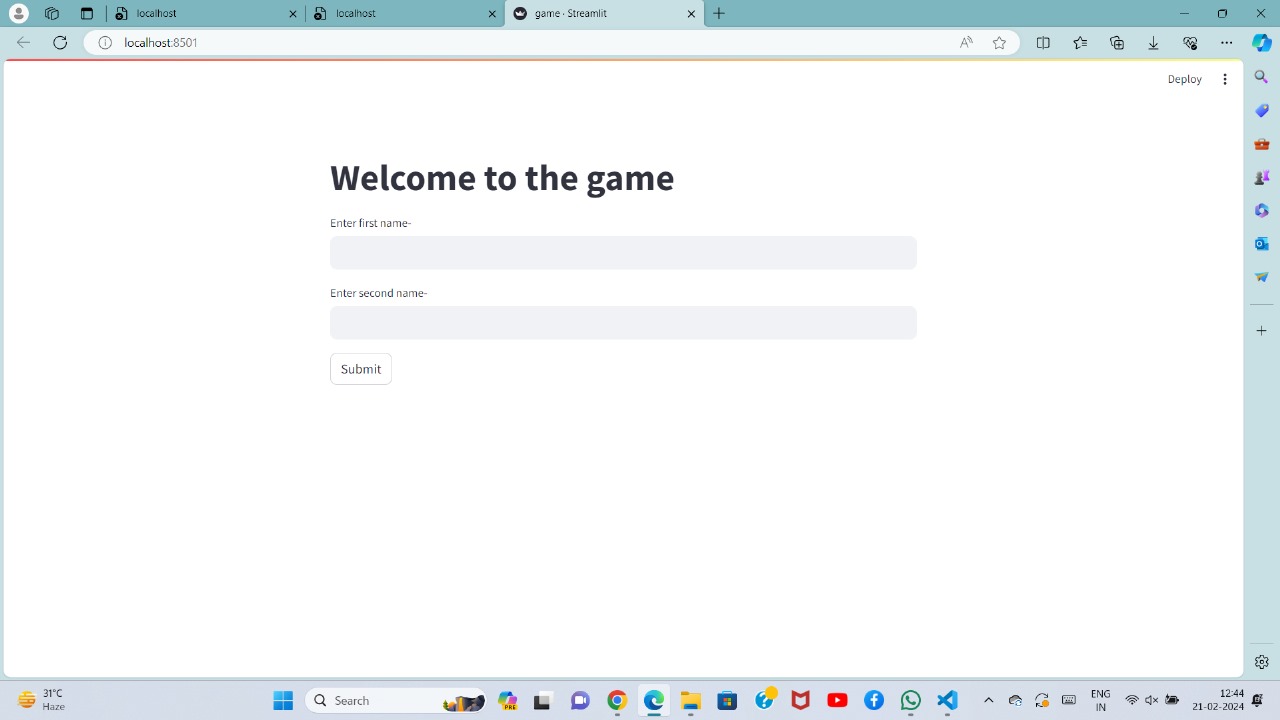 localhost
localhost
game · Streamlit
localhost:8501
Deploy
Welcome to the game
Enter first name-
Enter second name-
Submit
31°C
Haze
Search
PRE
ENG
IN
12:44
21-02-2024